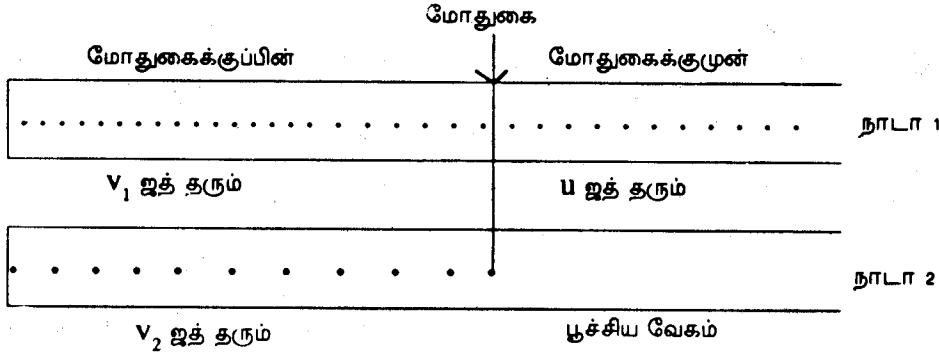 மோதுகை
மோதுகைக்குப்பின் மோதுகைக்குமுன்
நாடா 1
V1 ஐத் தரும் u ஐத் தரும்
நாடா 2
V2 ஐத் தரும் பூச்சிய வேகம்